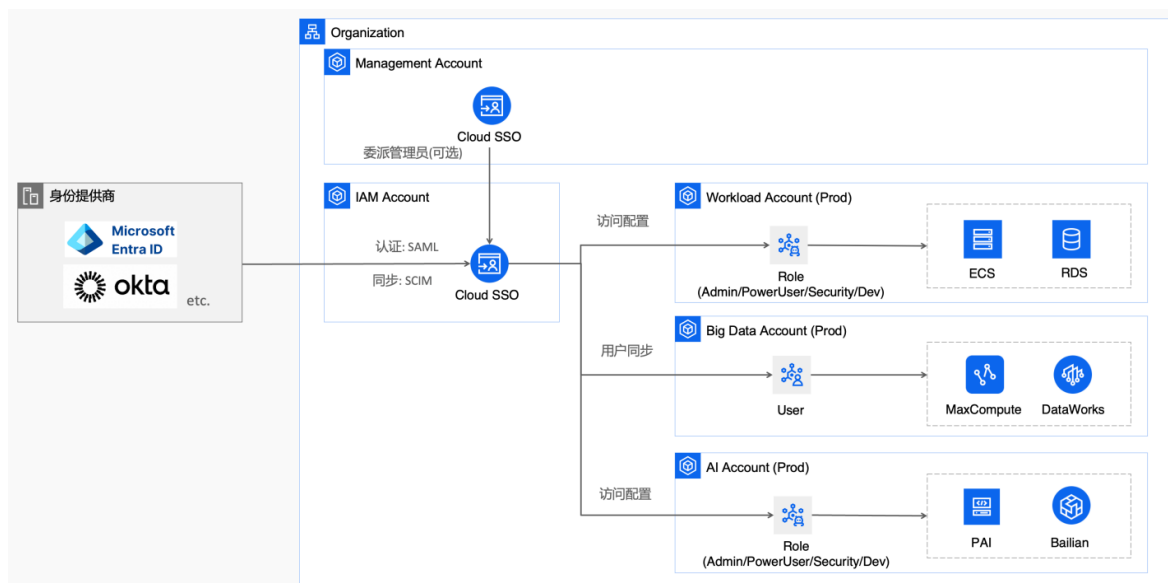 Organization
Management Account
Cloud SSO
委派管理员(可选)
身份提供商
Microsoft
Entra ID
okta
etc.
IAM Account
认证: SAML
同步: SCIM
Cloud SSO
访问配置
Workload Account (Prod)
Role
(Admin/PowerUser/Security/Dev)
ECS
RDS
用户同步
Big Data Account (Prod)
User
MaxCompute
DataWorks
访问配置
AI Account (Prod)
Role
(Admin/PowerUser/Security/Dev)
PAI
Bailian